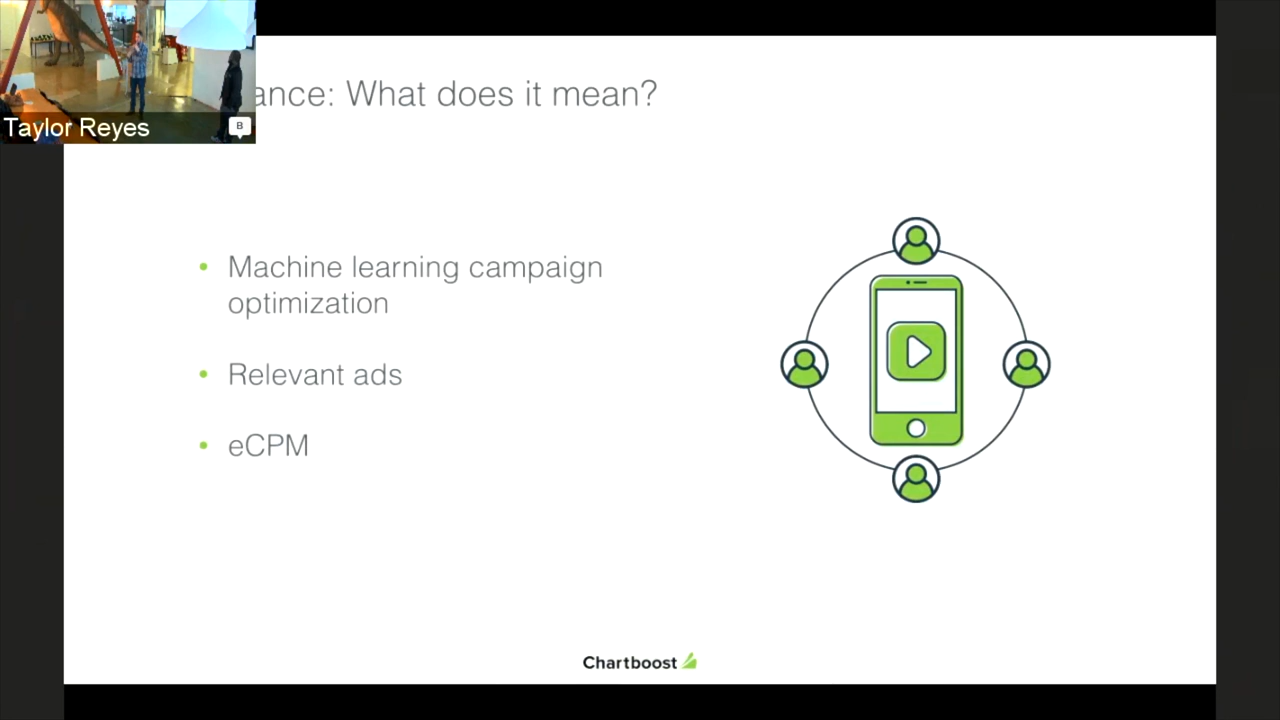 ance: What does it mean?
Taylor Reyes
B
• Machine learning campaign
optimization
• Relevant ads
• eCPM
Chartboost